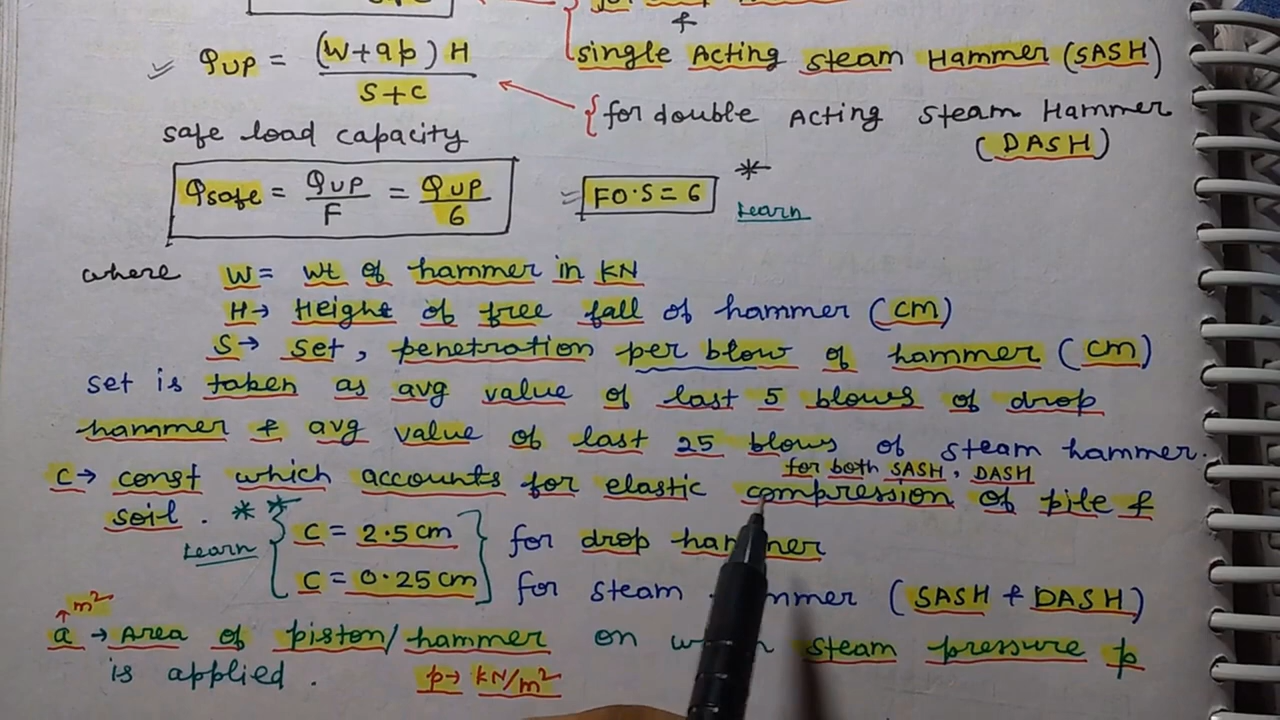 &
single Acting steam Hammer (SASH)
QUP = (W+ap) H / S+C
{ for double Acting steam Hammer
(DASH)
safe load capacity
Qsafe = QUP / F = QUP / 6
FO.S = 6
*
Learn
where W = wt of hammer in KN
H → Height of free fall of hammer (cm)
S → set, penetration per blow of hammer (cm)
set is taken as avg value of last 5 blows of drop
hammer & avg value of last 25 blows of steam hammer.
for both SASH, DASH
C → const which accounts for elastic compression of pile &
soil. **
Learn
C = 2.5 cm for drop hammer
C = 0.25 cm for steam mmer (SASH & DASH)
m²
a → Area of piston/hammer on steam pressure p
is applied. p → kN/m²